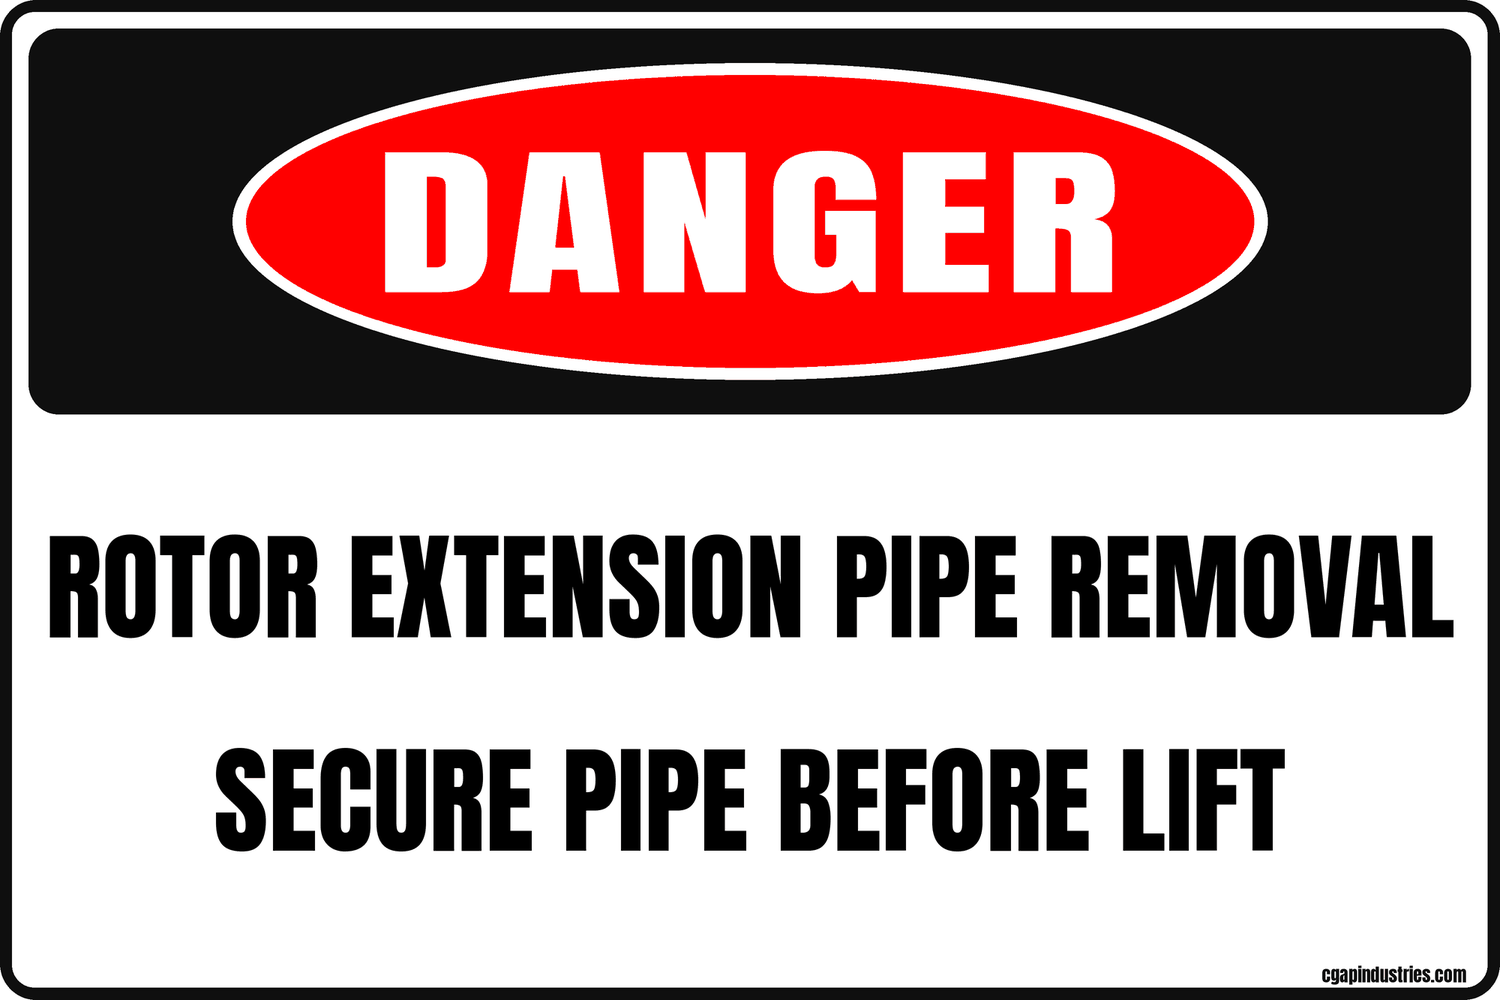 DANGER
ROTOR EXTENSION PIPE REMOVAL
SECURE PIPE BEFORE LIFT
cgapindustries.com